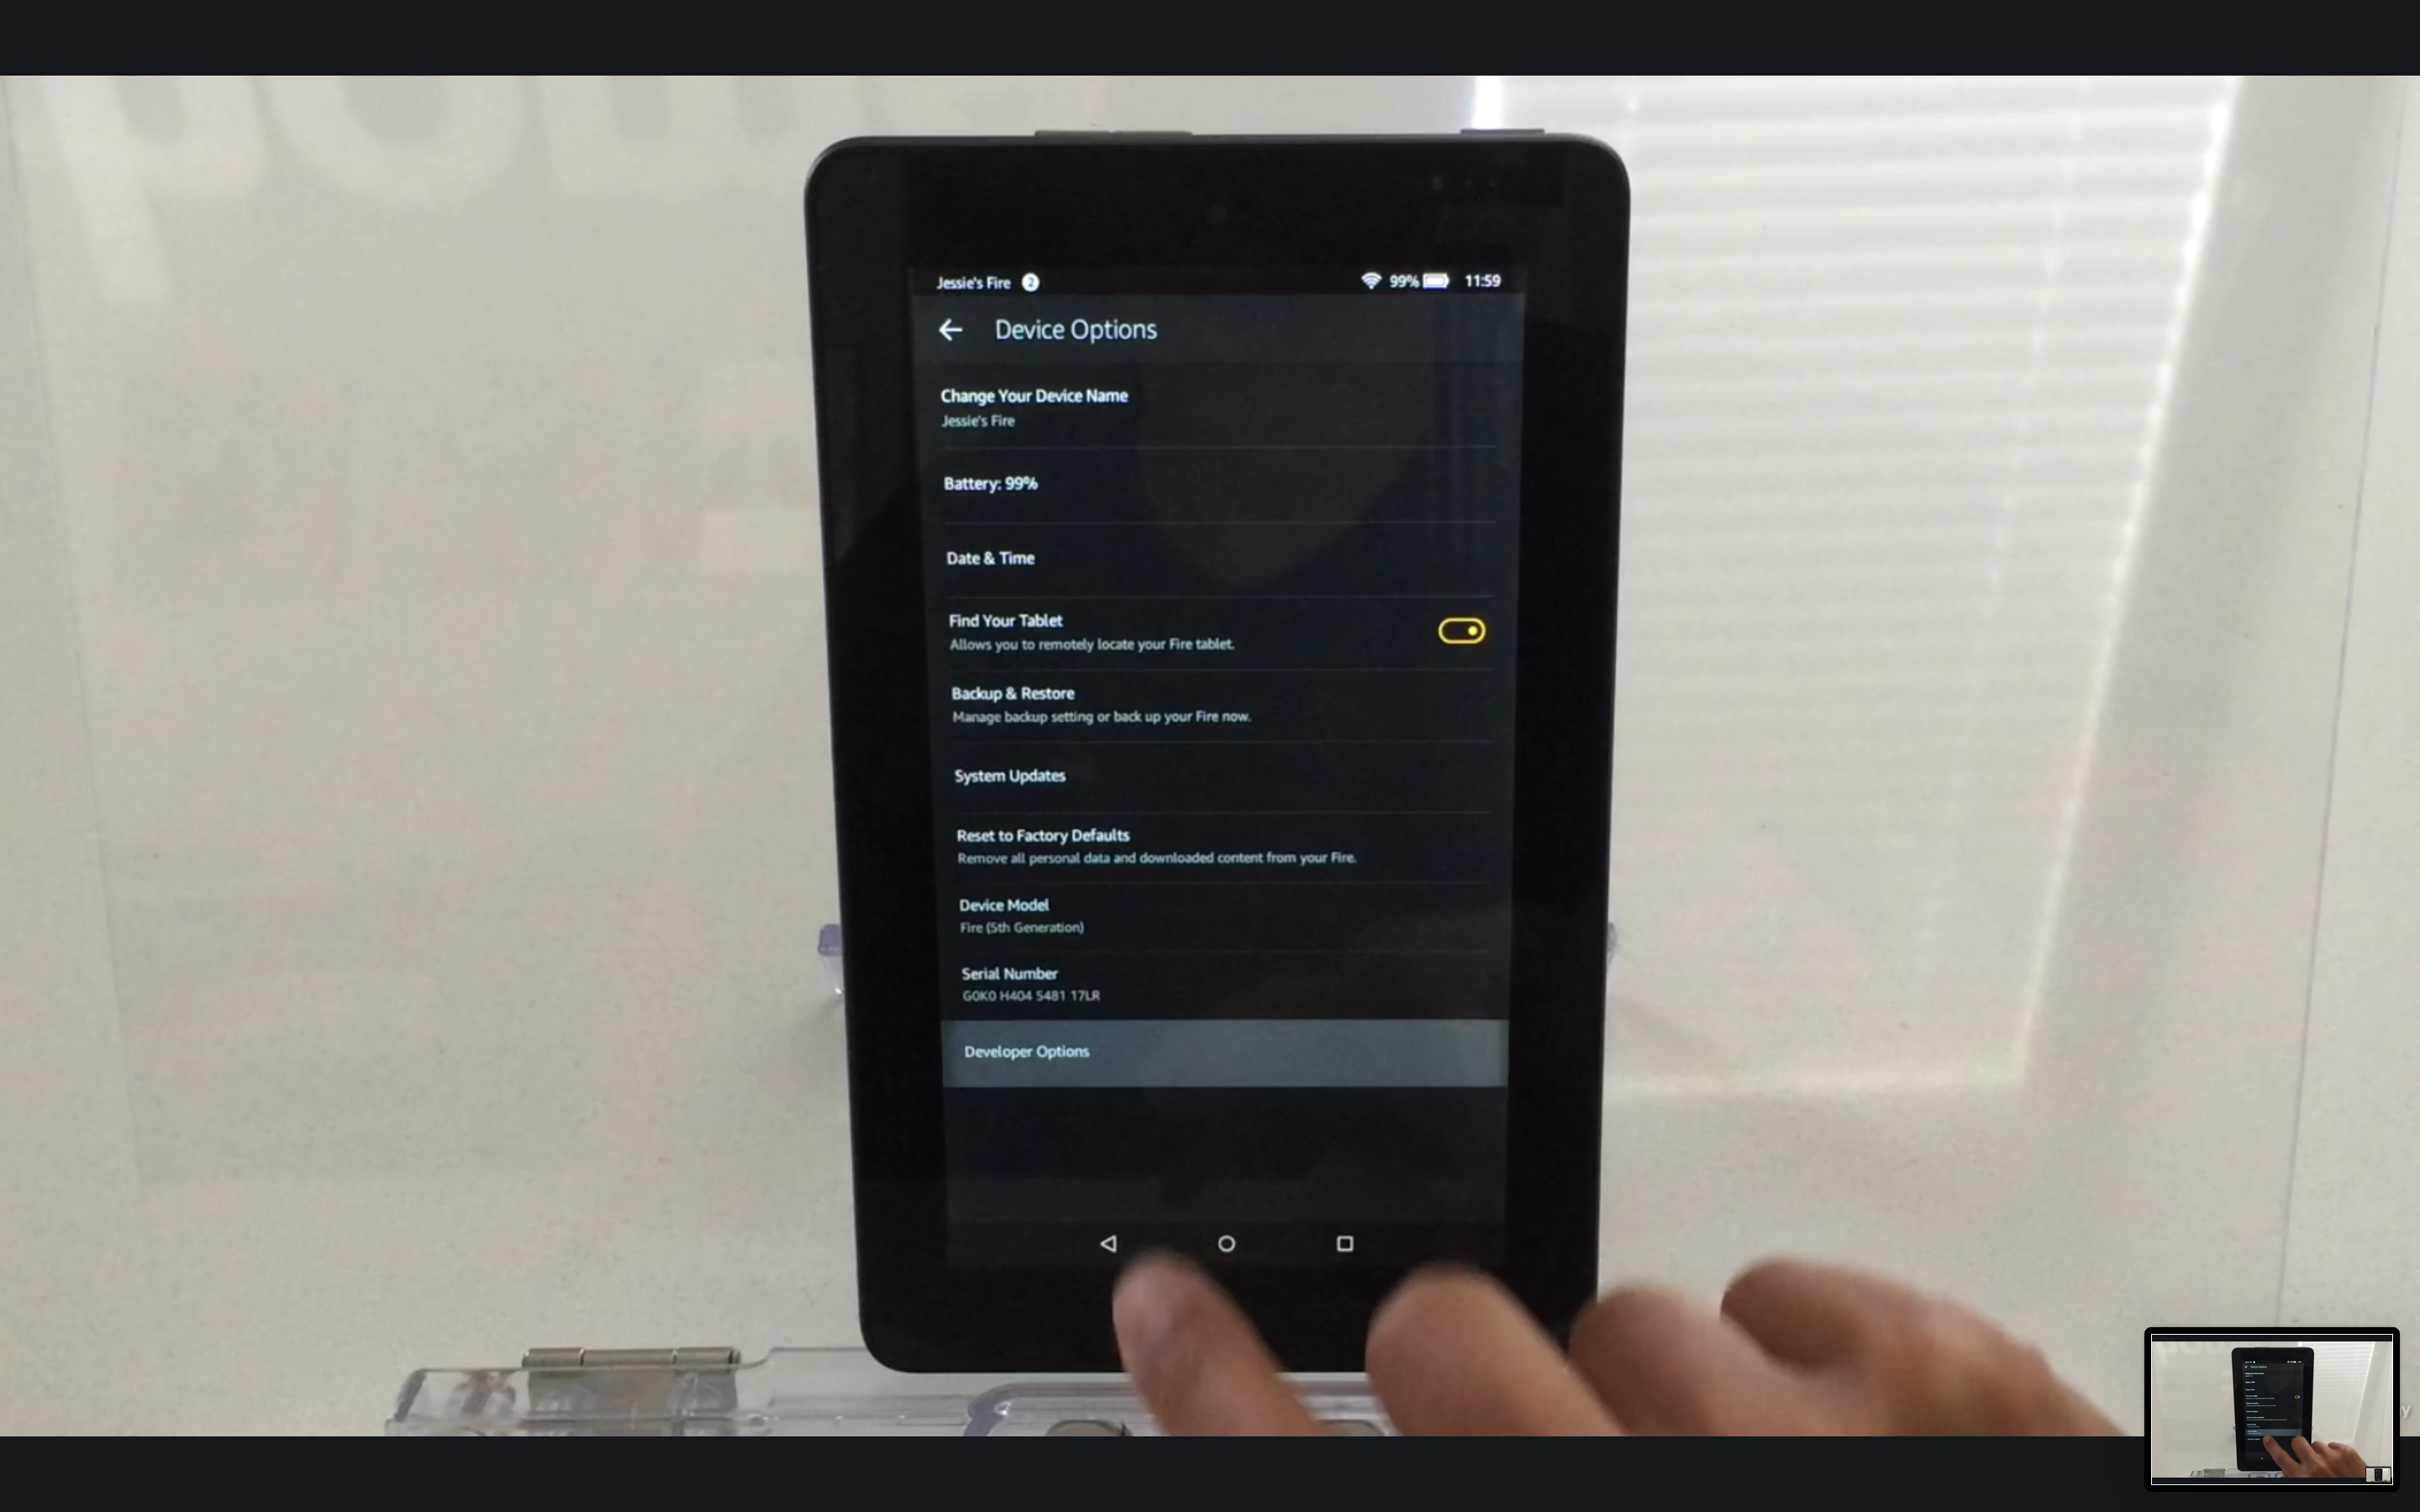 Jessie's Fire 2 99% 11:59
Device Options
Change Your Device Name
Jessie's Fire
Battery: 99%
Date & Time
Find Your Tablet
Allows you to remotely locate your Fire tablet.
Backup & Restore
Manage backup setting or back up your Fire now.
System Updates
Reset to Factory Defaults
Remove all personal data and downloaded content from your Fire.
Device Model
Fire (5th Generation)
Serial Number
G0K0 H404 5481 17LR
Developer Options